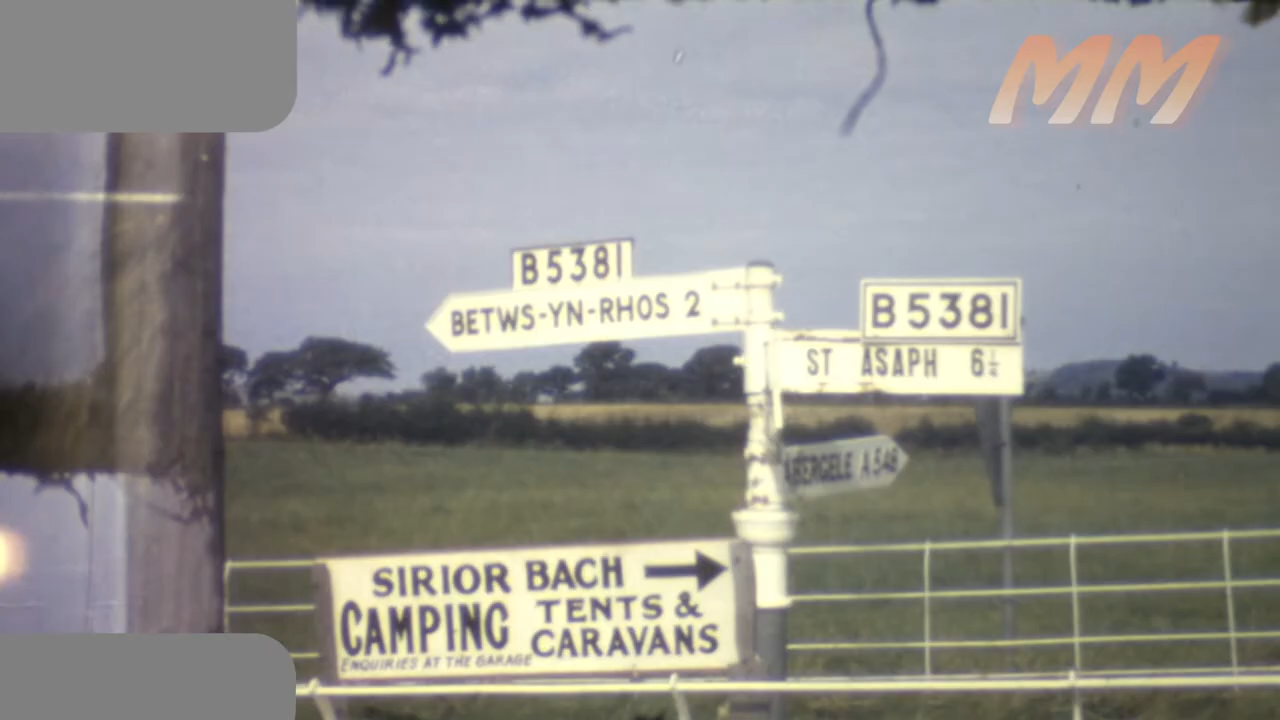 MM
B5381
BETWS-YN-RHOS 2
B5381
ST ASAPH 6¼
ABERGELE A548
SIRIOR BACH
CAMPING TENTS &
CARAVANS
ENQUIRIES AT THE GARAGE